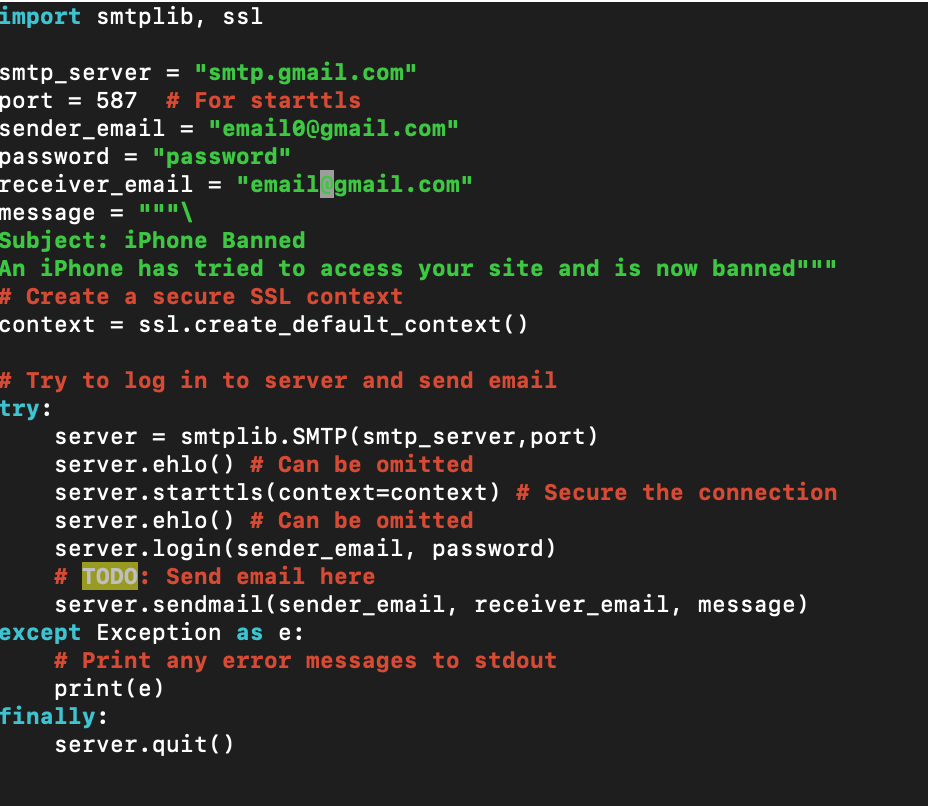 import smtplib, ssl
smtp_server = "smtp.gmail.com"
port = 587  # For starttls
sender_email = "email0@gmail.com"
password = "password"
receiver_email = "email@gmail.com"
message = """\
Subject: iPhone Banned
An iPhone has tried to access your site and is now banned"""
# Create a secure SSL context
context = ssl.create_default_context()
# Try to log in to server and send email
try:
    server = smtplib.SMTP(smtp_server,port)
    server.ehlo() # Can be omitted
    server.starttls(context=context) # Secure the connection
    server.ehlo() # Can be omitted
    server.login(sender_email, password)
    # TODO: Send email here
    server.sendmail(sender_email, receiver_email, message)
except Exception as e:
    # Print any error messages to stdout
    print(e)
finally:
    server.quit()